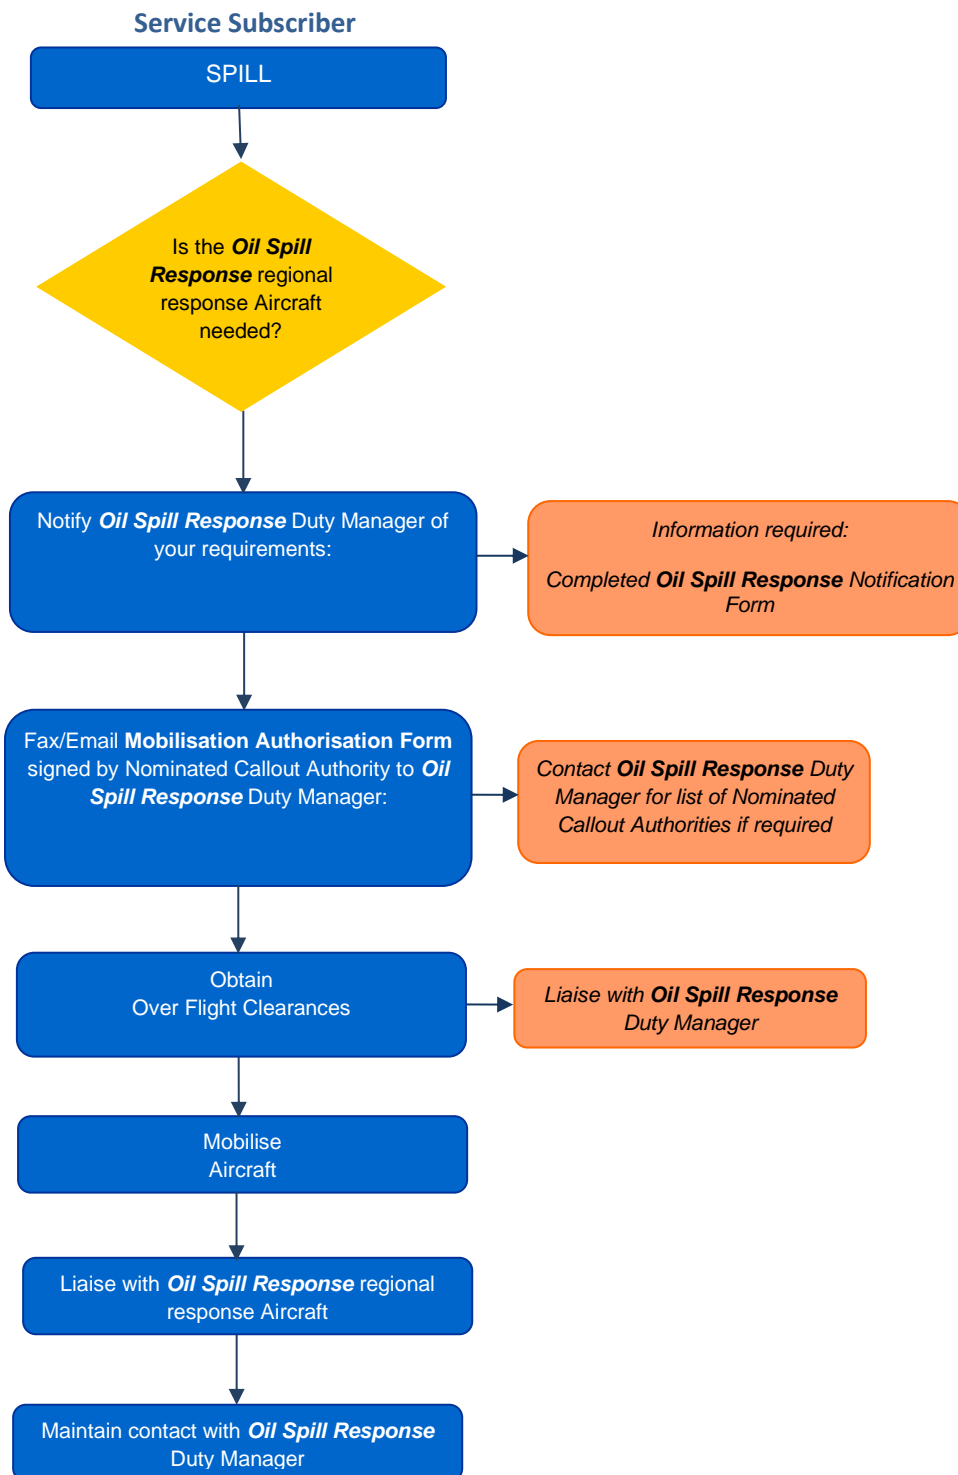 Service Subscriber
SPILL
Is the Oil Spill
Response regional
response Aircraft
needed?
Notify Oil Spill Response Duty Manager of
your requirements:
Information required:
Completed Oil Spill Response Notification
Form
Fax/Email Mobilisation Authorisation Form
signed by Nominated Callout Authority to Oil
Spill Response Duty Manager:
Contact Oil Spill Response Duty
Manager for list of Nominated
Callout Authorities if required
Obtain
Over Flight Clearances
Liaise with Oil Spill Response
Duty Manager
Mobilise
Aircraft
Liaise with Oil Spill Response regional
response Aircraft
Maintain contact with Oil Spill Response
Duty Manager